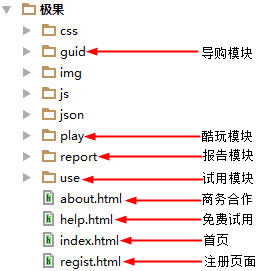 极果
css
guid 导购模块
img
js
json
play 酷玩模块
report 报告模块
use 试用模块
about.html 商务合作
help.html 免费试用
index.html 首页
regist.html 注册页面